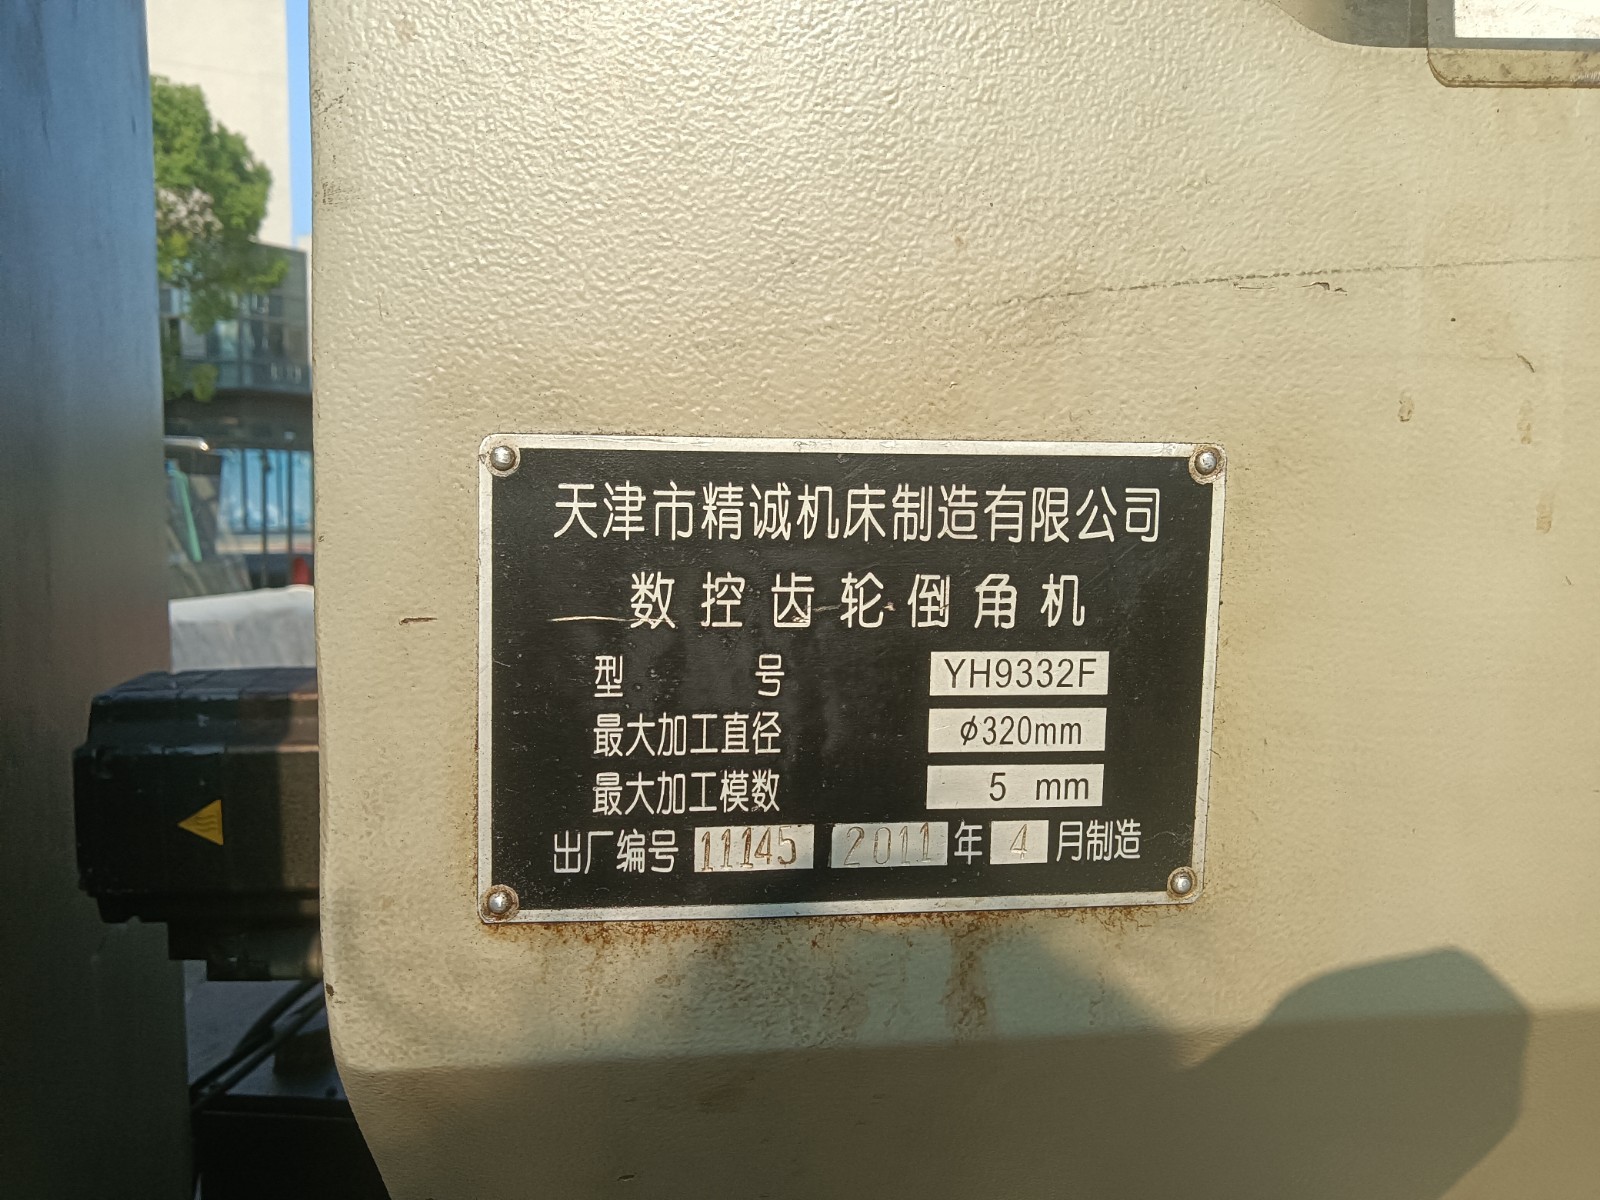 天津市精诚机床制造有限公司
数控齿轮倒角机
型号 YH9332F
最大加工直径 ϕ320mm
最大加工模数 5 mm
出厂编号 11145 2011 年 4 月制造